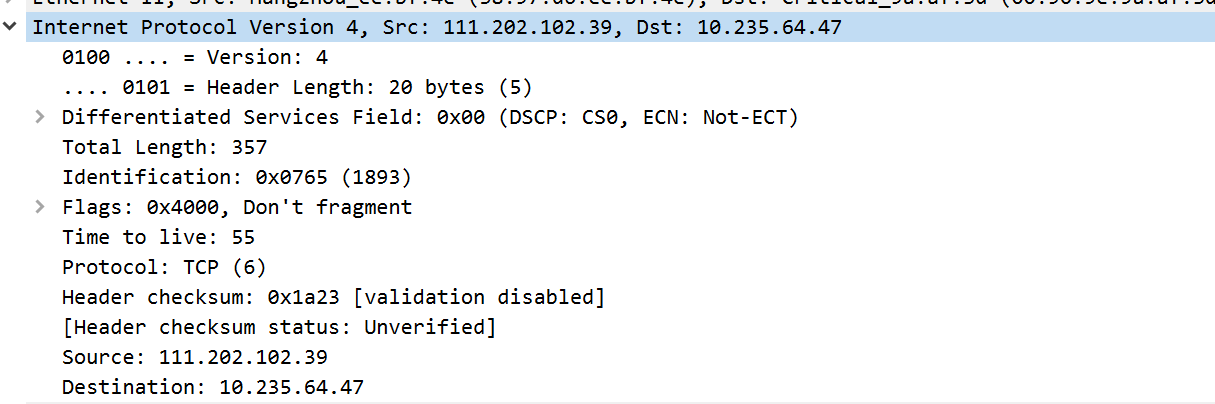 Internet Protocol Version 4, Src: 111.202.102.39, Dst: 10.235.64.47
0100 .... = Version: 4
.... 0101 = Header Length: 20 bytes (5)
Differentiated Services Field: 0x00 (DSCP: CS0, ECN: Not-ECT)
Total Length: 357
Identification: 0x0765 (1893)
Flags: 0x4000, Don't fragment
Time to live: 55
Protocol: TCP (6)
Header checksum: 0x1a23 [validation disabled]
[Header checksum status: Unverified]
Source: 111.202.102.39
Destination: 10.235.64.47